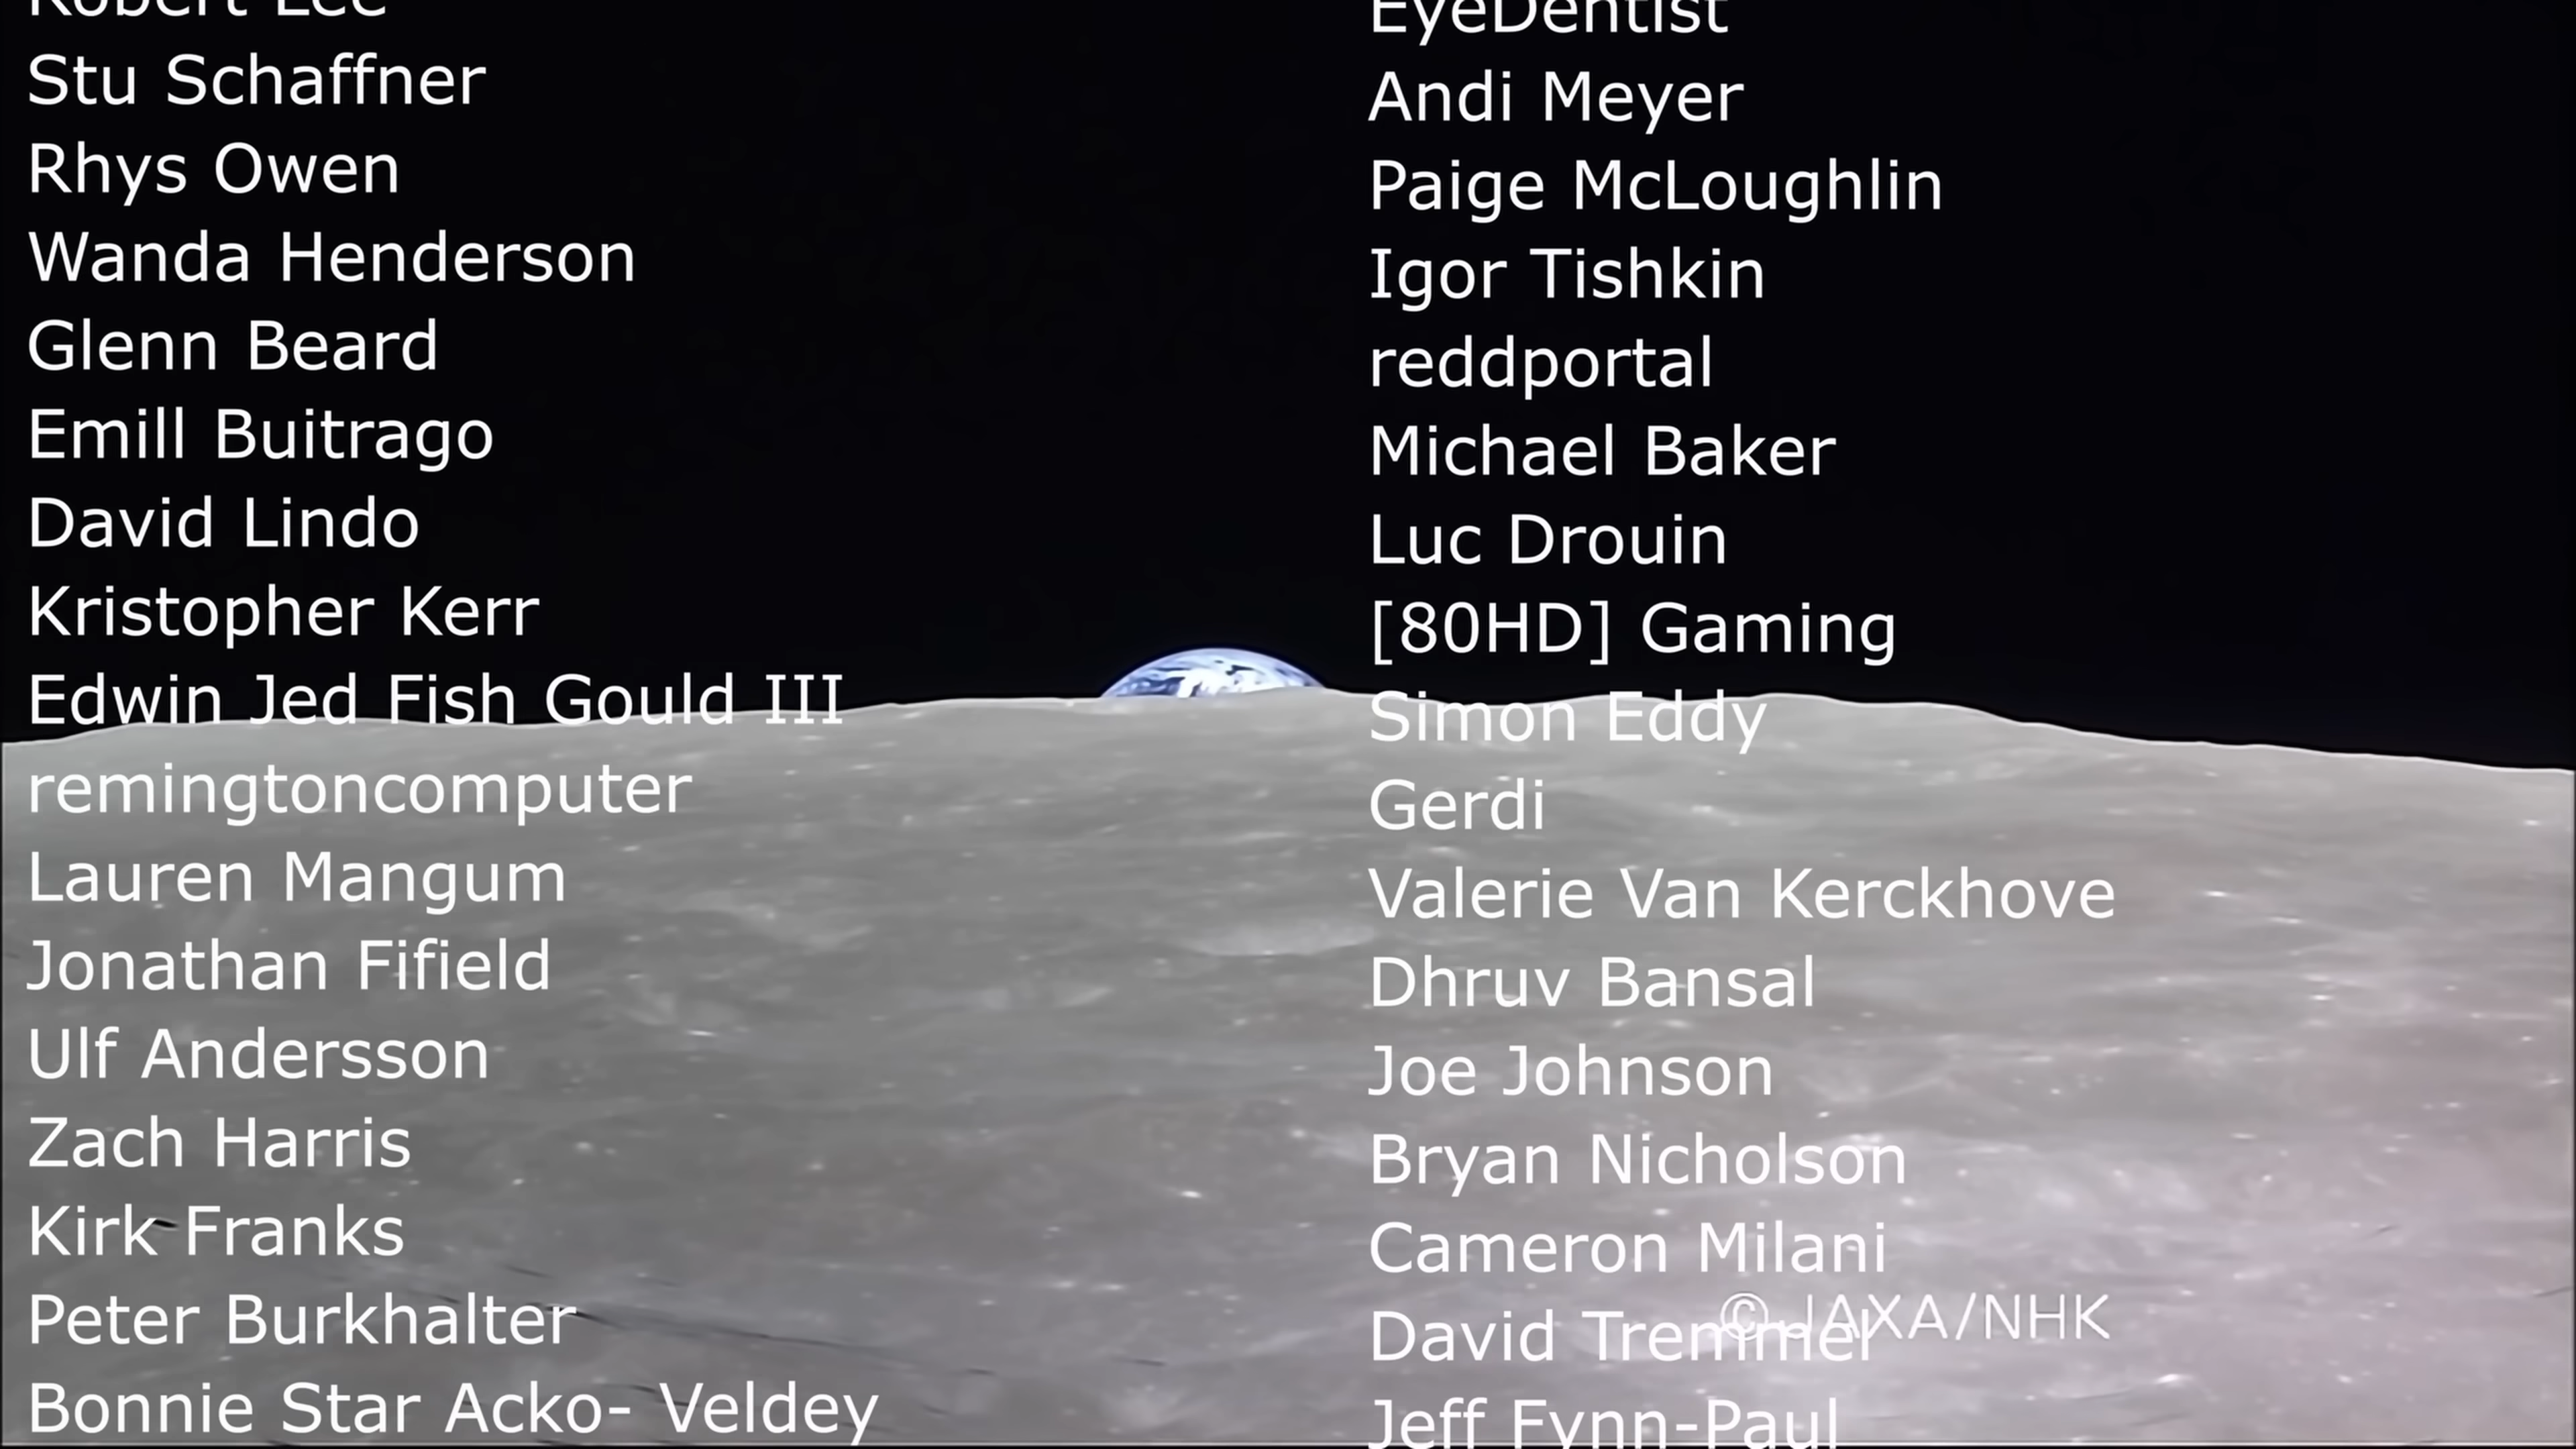 Robert Lee
Stu Schaffner
Rhys Owen
Wanda Henderson
Glenn Beard
Emill Buitrago
David Lindo
Kristopher Kerr
Edwin Jed Fish Gould III
remingtoncomputer
Lauren Mangum
Jonathan Fifield
Ulf Andersson
Zach Harris
Kirk Franks
Peter Burkhalter
Bonnie Star Acko- Veldey
EyeDentist
Andi Meyer
Paige McLoughlin
Igor Tishkin
reddportal
Michael Baker
Luc Drouin
[80HD] Gaming
Simon Eddy
Gerdi
Valerie Van Kerckhove
Dhruv Bansal
Joe Johnson
Bryan Nicholson
Cameron Milani
David Tremmel
Jeff Fynn-Paul
© JAXA/NHK